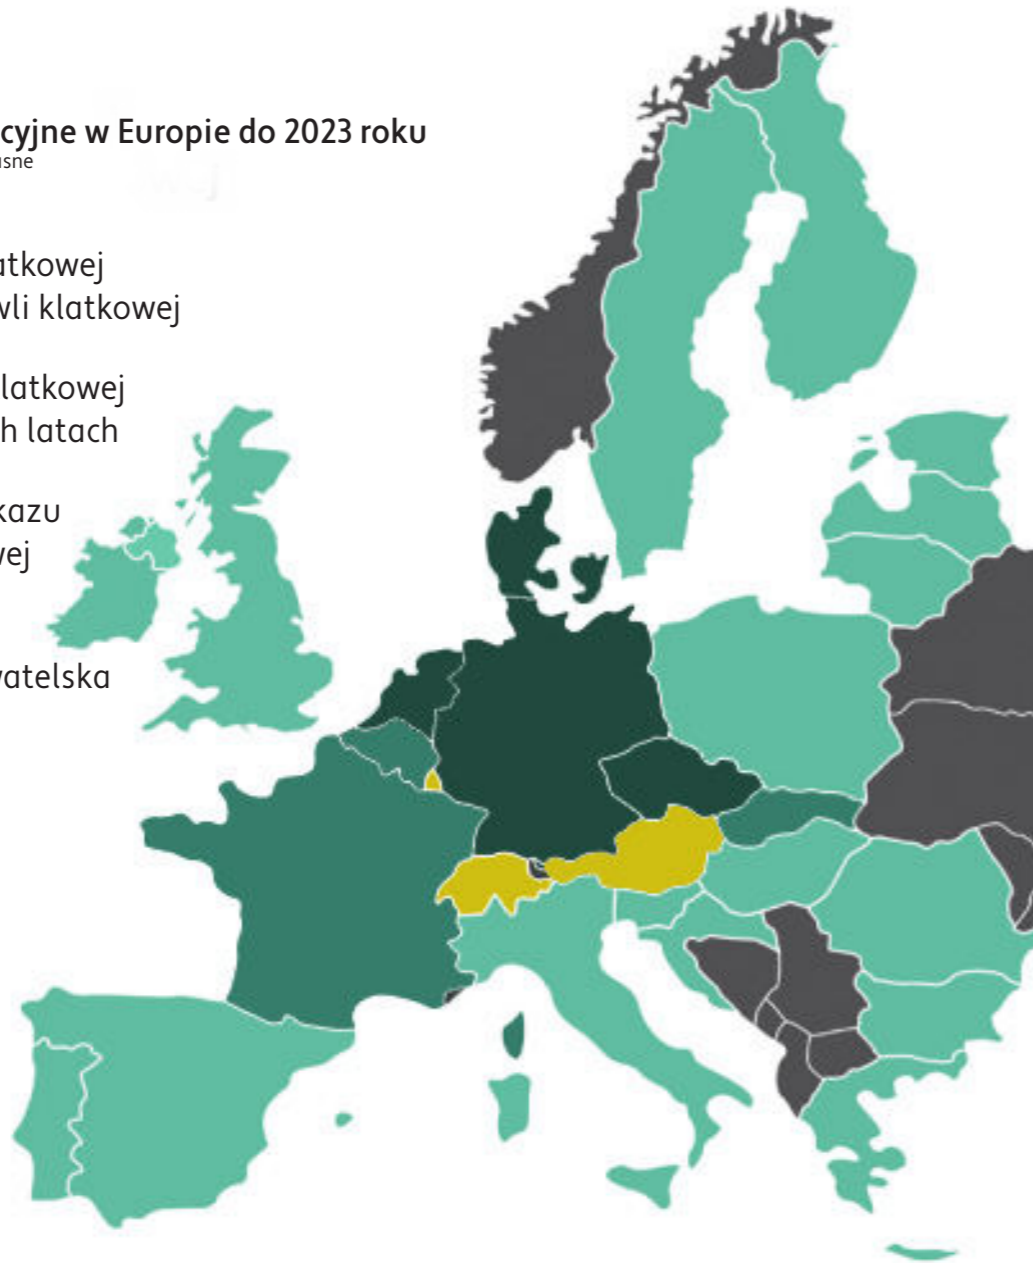 cyjne w Europie do 2023 roku
sne
atkowej
wli klatkowej
latkowej
h latach
kazu
wej
watelska